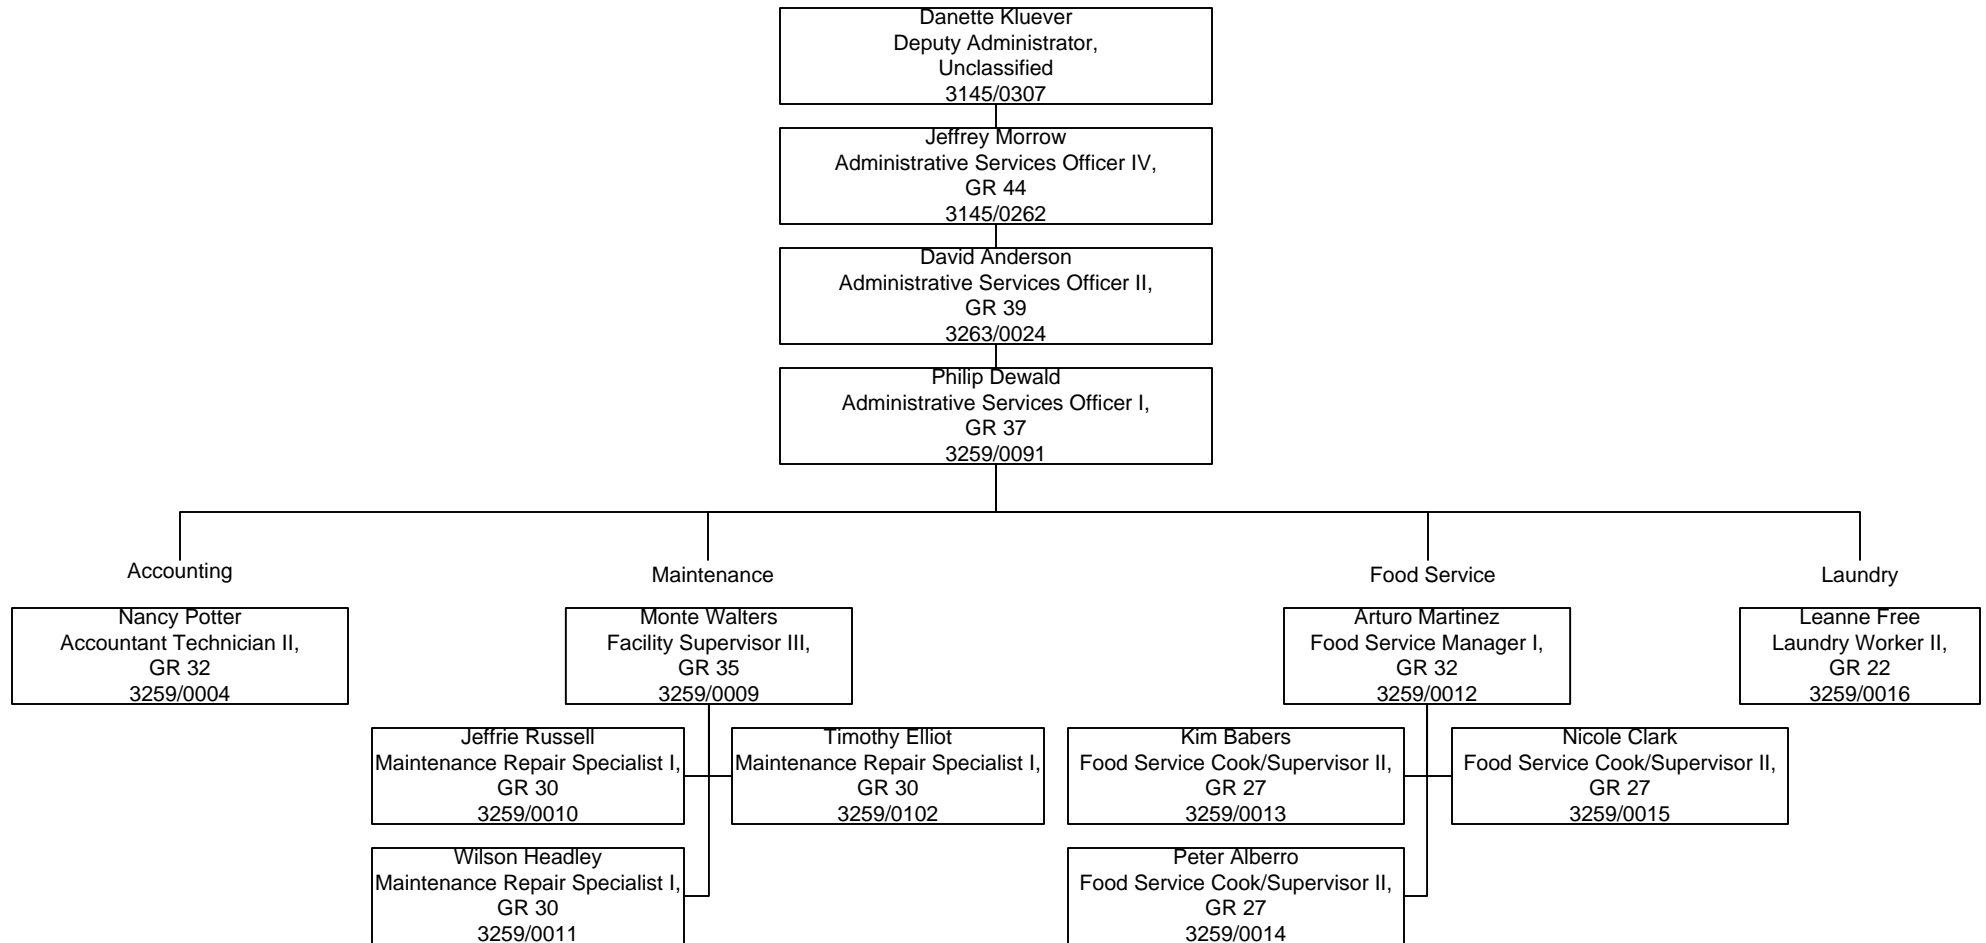 Danette Kluever
Deputy Administrator,
Unclassified
3145/0307
Jeffrey Morrow
Administrative Services Officer IV,
GR 44
3145/0262
David Anderson
Administrative Services Officer II,
GR 39
3263/0024
Philip Dewald
Administrative Services Officer I,
GR 37
3259/0091
Accounting
Nancy Potter
Accountant Technician II,
GR 32
3259/0004
Maintenance
Monte Walters
Facility Supervisor III,
GR 35
3259/0009
Jeffrie Russell
Maintenance Repair Specialist I,
GR 30
3259/0010
Timothy Elliot
Maintenance Repair Specialist I,
GR 30
3259/0102
Wilson Headley
Maintenance Repair Specialist I,
GR 30
3259/0011
Food Service
Arturo Martinez
Food Service Manager I,
GR 32
3259/0012
Kim Babers
Food Service Cook/Supervisor II,
GR 27
3259/0013
Nicole Clark
Food Service Cook/Supervisor II,
GR 27
3259/0015
Peter Alberro
Food Service Cook/Supervisor II,
GR 27
3259/0014
Laundry
Leanne Free
Laundry Worker II,
GR 22
3259/0016